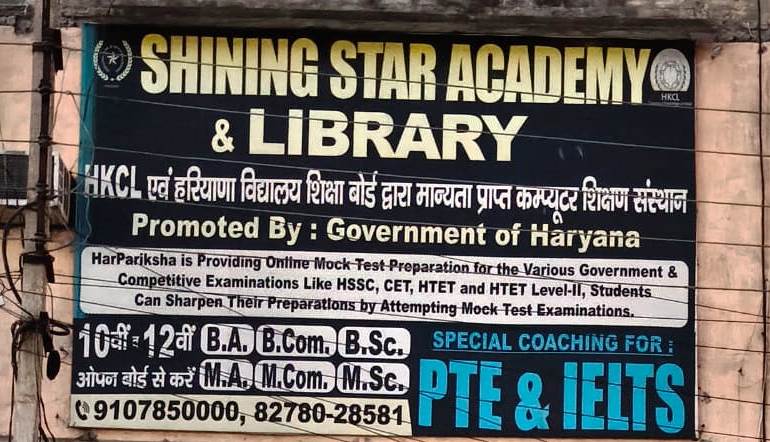 SHINING STAR ACADEMY
& LIBRARY
HKCL
HKCL एवं हरियाणा विद्यालय शिक्षा बोर्ड द्वारा मान्यता प्राप्त कम्प्यूटर शिक्षण संस्थान
Promoted By : Government of Haryana
HarPariksha is Providing Online Mock Test Preparation for the Various Government &
Competitive Examinations Like HSSC, CET, HTET and HTET Level-II, Students
Can Sharpen Their Preparations by Attempting Mock Test Examinations.
10वीं व 12वीं B.A. B.Com. B.Sc.
ओपन बोर्ड से करें M.A. M.Com. M.Sc.
9107850000, 82780-28581
SPECIAL COACHING FOR :
PTE & IELTS